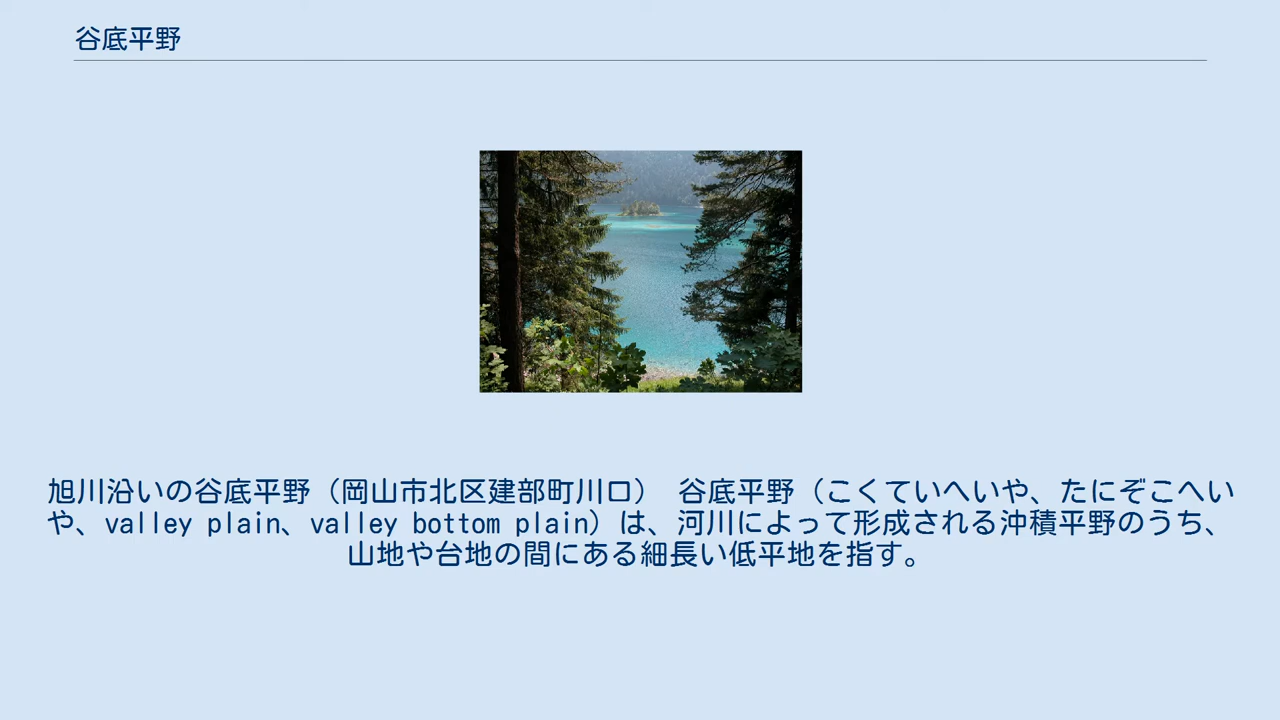 谷底平野
旭川沿いの谷底平野（岡山市北区建部町川口） 谷底平野（こくていへいや、たにぞこへい
や、valley plain、valley bottom plain）は、河川によって形成される沖積平野のうち、
山地や台地の間にある細長い低平地を指す。